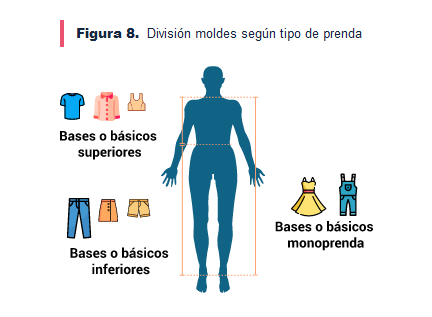 Figura 8. División moldes según tipo de prenda
Bases o básicos
superiores
Bases o básicos
inferiores
Bases o básicos
monoprenda